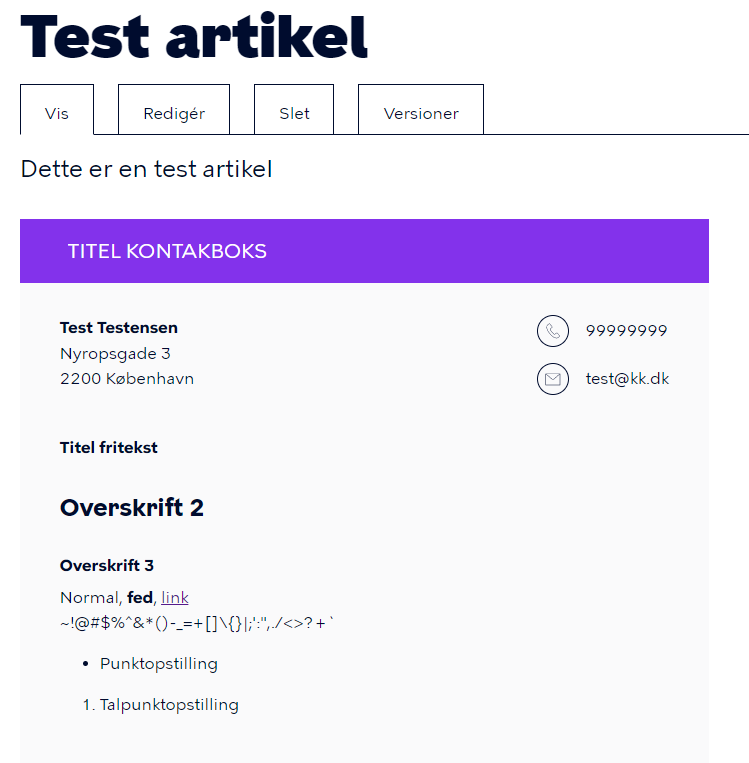 Test artikel
Vis
Redigér
Slet
Versioner
Dette er en test artikel
TITEL KONTAKBOKS
Test Testensen
Nyropsgade 3
2200 København
99999999
test@kk.dk
Titel fritekst
Overskrift 2
Overskrift 3
Normal, fed, link
~!@#$%^&*()-_=+[]\{}|;':",./<>?+`
• Punktopstilling
1. Talpunktopstilling